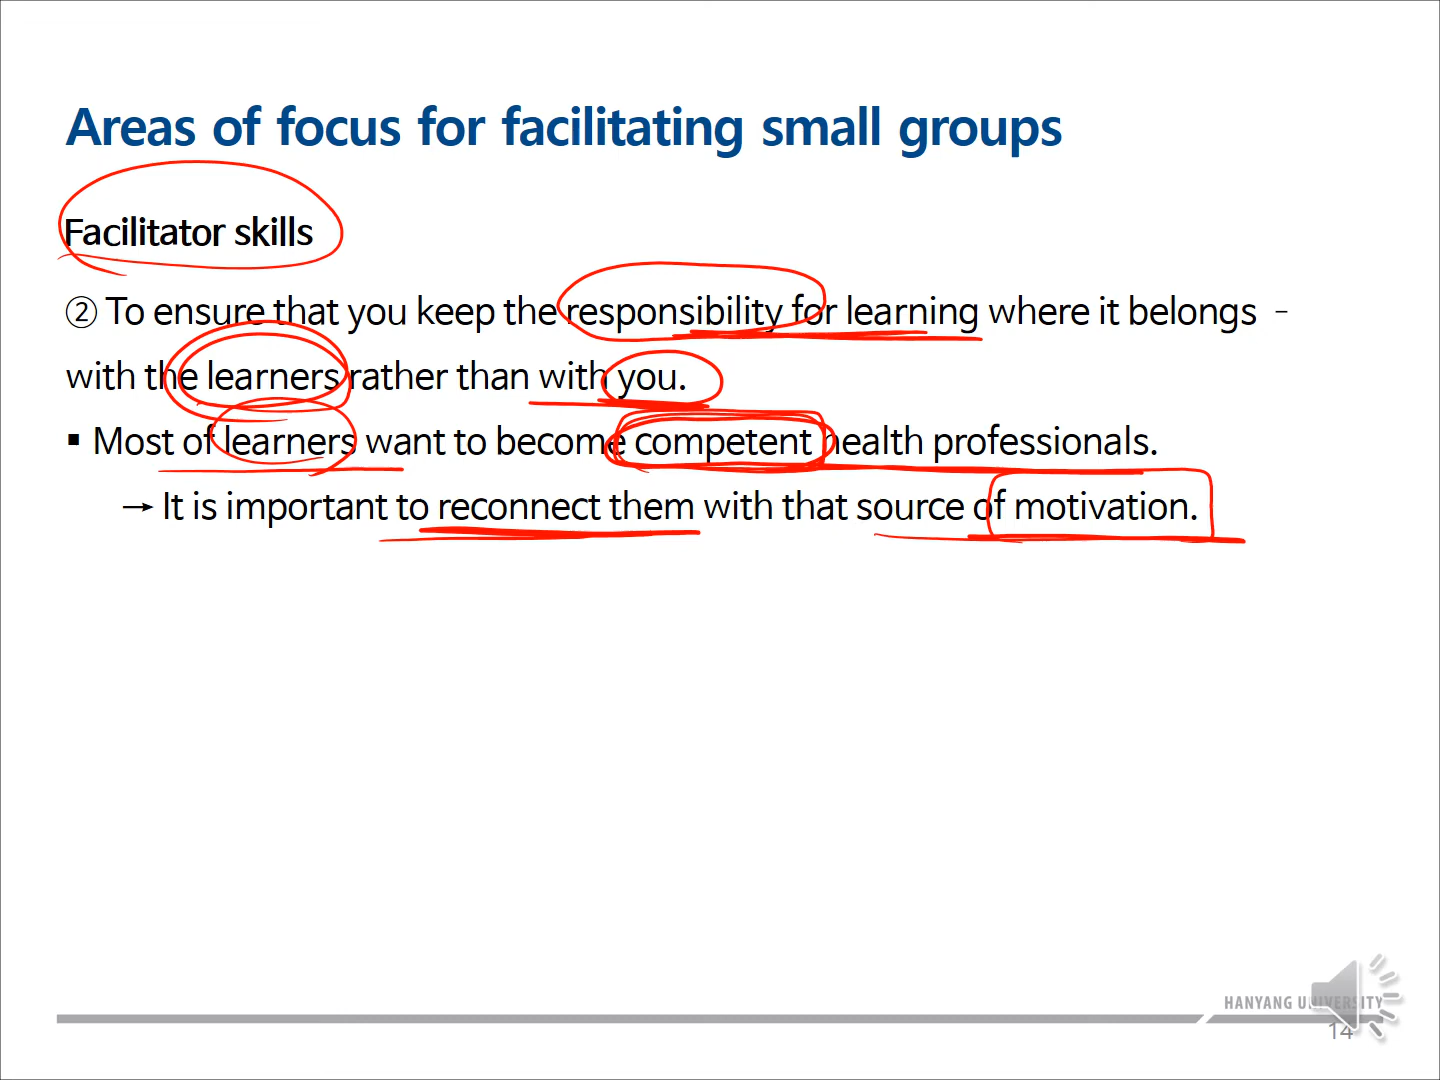 Areas of focus for facilitating small groups
Facilitator skills
② To ensure that you keep the responsibility for learning where it belongs -
with the learners rather than with you.
▪ Most of learners want to become competent health professionals.
→ It is important to reconnect them with that source of motivation.
HANYANG UNIVERSITY
14